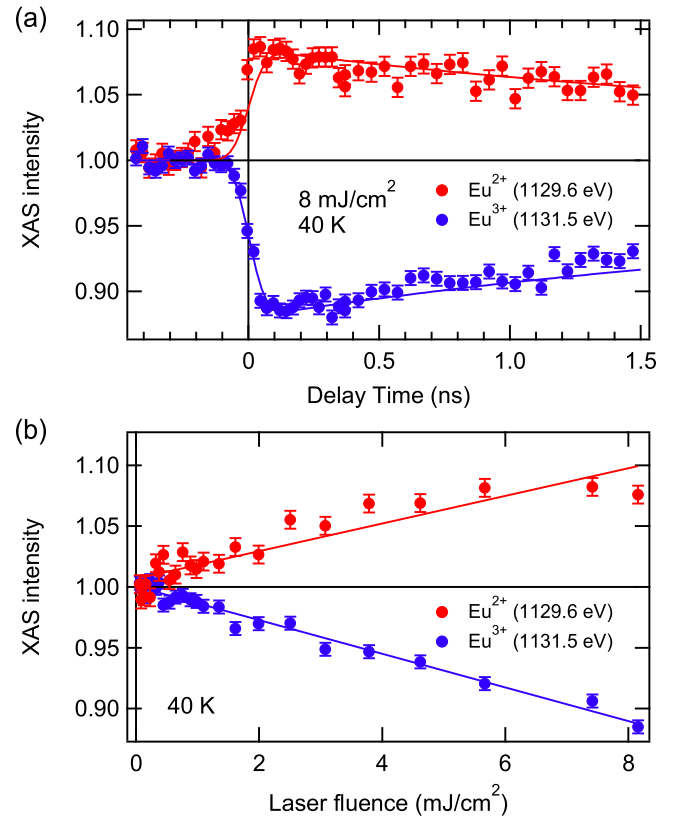 (a)
1.10
1.05
1.00
0.95
0.90
XAS intensity
8 mJ/cm²
40 K
Eu²⁺ (1129.6 eV)
Eu³⁺ (1131.5 eV)
0
0.5
1.0
1.5
Delay Time (ns)
(b)
1.10
1.05
1.00
0.95
0.90
XAS intensity
Eu²⁺ (1129.6 eV)
Eu³⁺ (1131.5 eV)
40 K
0
2
4
6
8
Laser fluence (mJ/cm²)